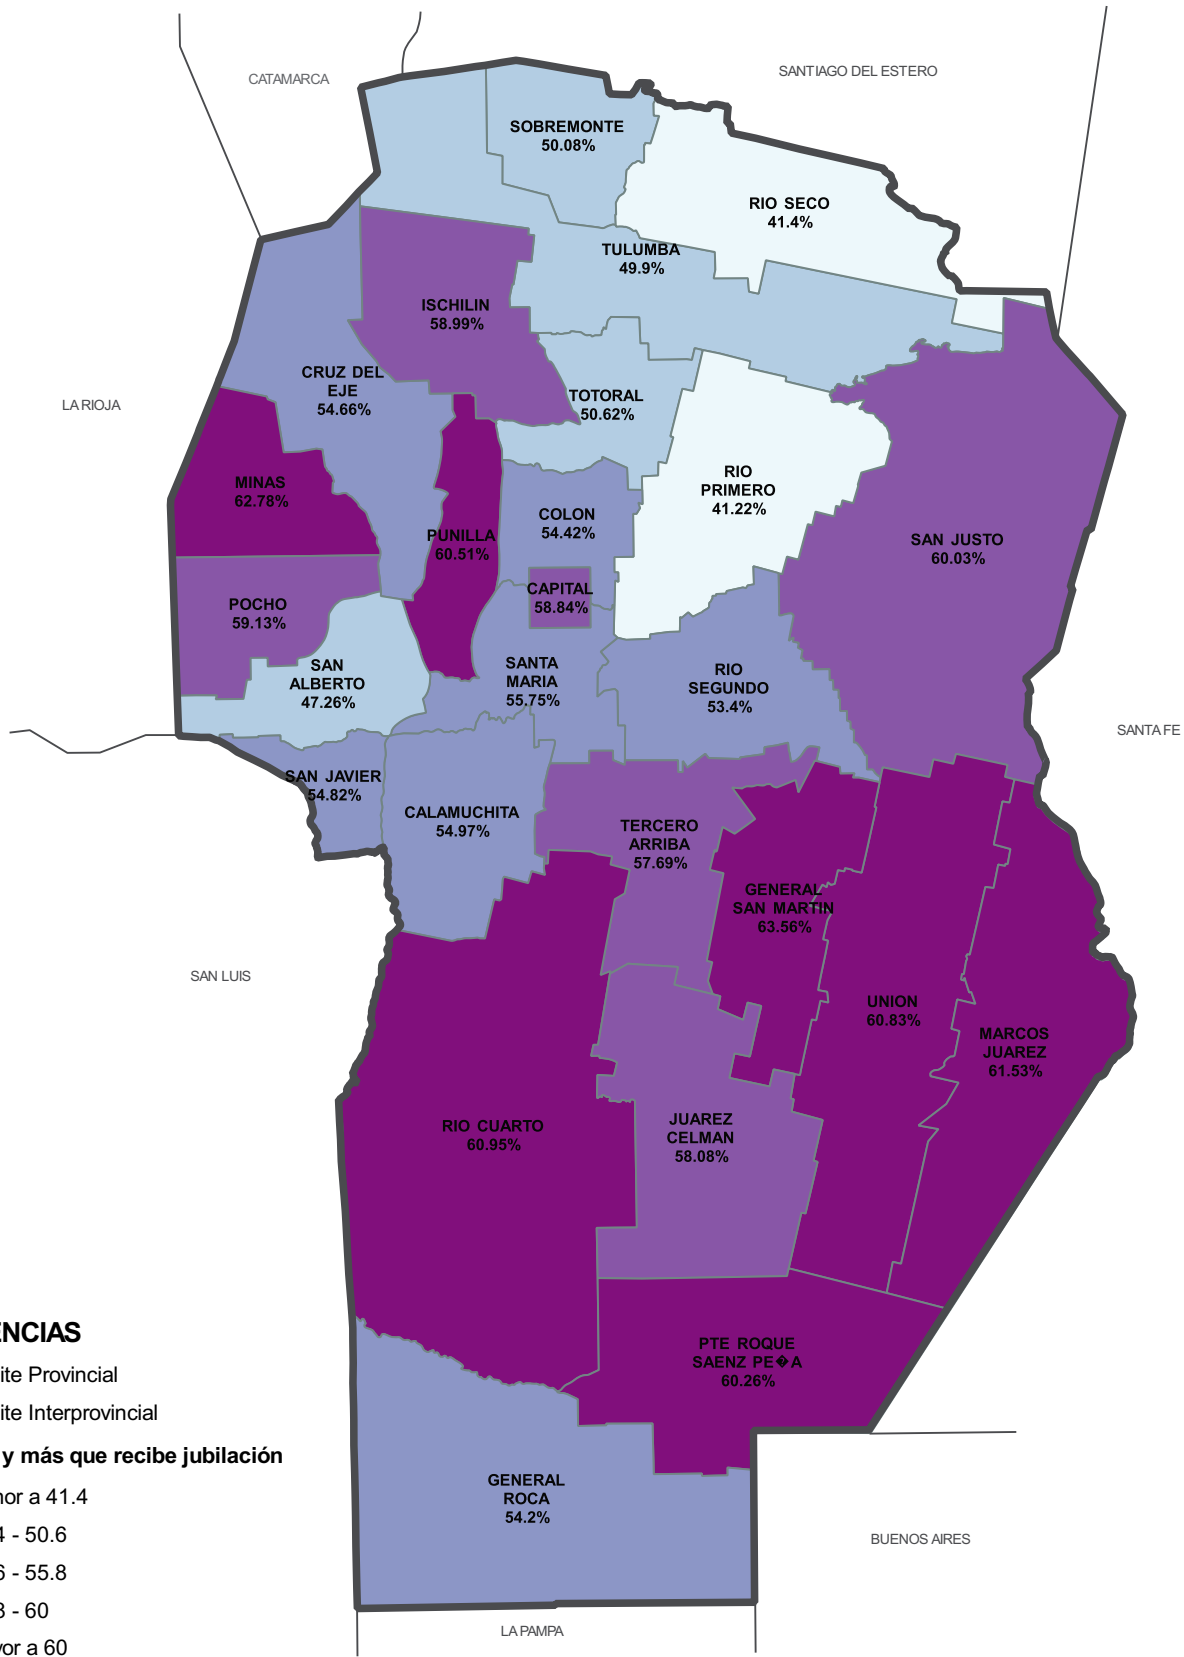 CATAMARCA
SANTIAGO DEL ESTERO
SOBREMONTE
50.08%
RIO SECO
41.4%
TULUMBA
49.9%
ISCHILIN
58.99%
CRUZ DEL
EJE
54.66%
LA RIOJA
TOTORAL
50.62%
MINAS
62.78%
RIO
PRIMERO
41.22%
COLON
54.42%
PUNILLA
60.51%
SAN JUSTO
60.03%
CAPITAL
58.84%
POCHO
59.13%
SAN
ALBERTO
47.26%
SANTA
MARIA
55.75%
RIO
SEGUNDO
53.4%
SANTA FE
SAN JAVIER
54.82%
CALAMUCHITA
54.97%
TERCERO
ARRIBA
57.69%
GENERAL
SAN MARTIN
63.56%
SAN LUIS
UNION
60.83%
MARCOS
JUAREZ
61.53%
RIO CUARTO
60.95%
JUAREZ
CELMAN
58.08%
PTE ROQUE
SAENZ PE�A
60.26%
GENERAL
ROCA
54.2%
BUENOS AIRES
LA PAMPA
ENCIAS
ite Provincial
ite Interprovincial
y más que recibe jubilación
nor a 41.4
4 - 50.6
6 - 55.8
8 - 60
yor a 60